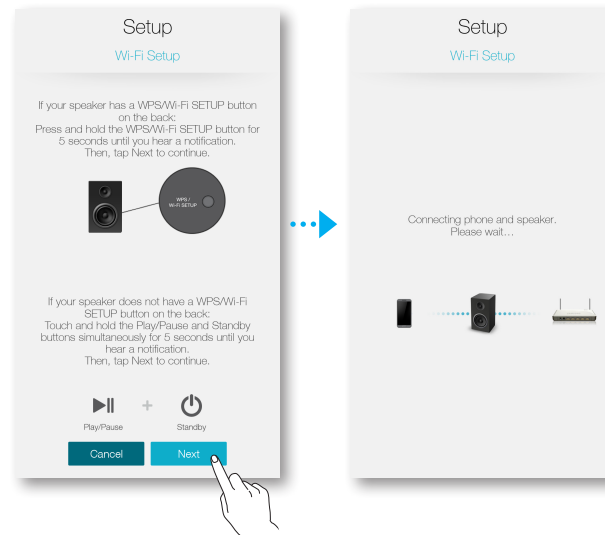 Setup
Wi-Fi Setup
If your speaker has a WPS/Wi-Fi SETUP button
on the back:
Press and hold the WPS/Wi-Fi SETUP button for
5 seconds until you hear a notification.
Then, tap Next to continue.
WPS /
Wi-Fi SETUP
If your speaker does not have a WPS/Wi-Fi
SETUP button on the back:
Touch and hold the Play/Pause and Standby
buttons simultaneously for 5 seconds until you
hear a notification.
Then, tap Next to continue.
+
Play/Pause
Standby
Cancel
Next
Setup
Wi-Fi Setup
Connecting phone and speaker.
Please wait…